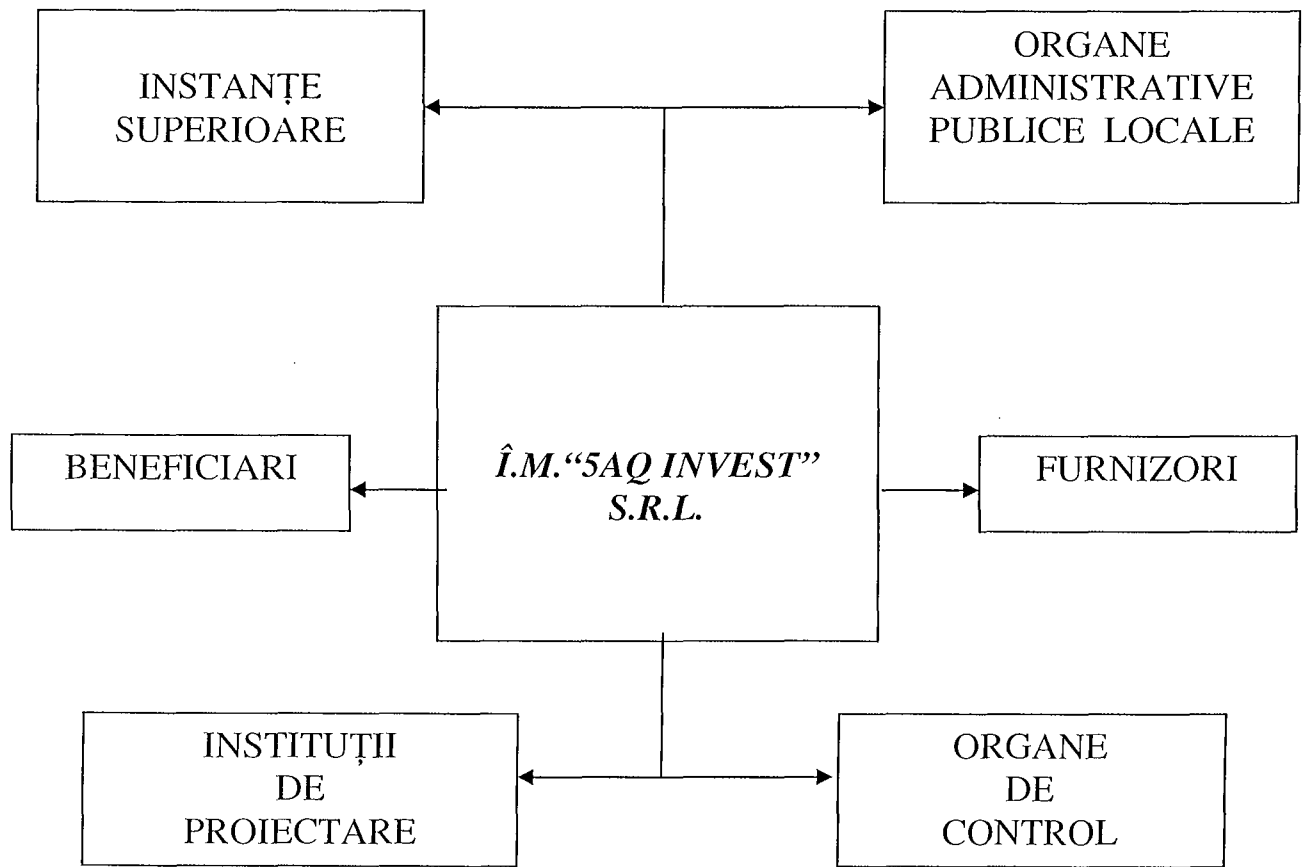 INSTANȚE
SUPERIOARE
ORGANE
ADMINISTRATIVE
PUBLICE LOCALE
BENEFICIARI
Î.M.“5AQ INVEST”
S.R.L.
FURNIZORI
INSTITUȚII
DE
PROIECTARE
ORGANE
DE
CONTROL